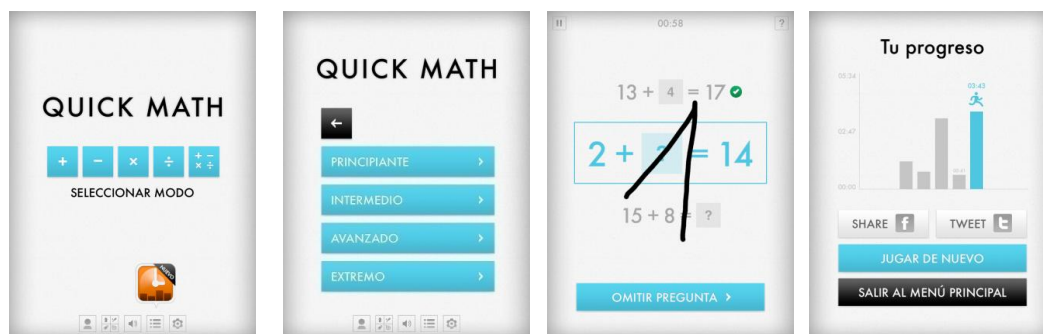 QUICK MATH
+ − × ÷ + − × ÷
SELECCIONAR MODO
NUEVO
QUICK MATH
←
PRINCIPIANTE >
INTERMEDIO >
AVANZADO >
EXTREMO >
00:58 ?
13 + 4 = 17
2 + ? = 14
15 + 8 = ?
1
OMITIR PREGUNTA >
Tu progreso
03:34
03:43
02:47
00:00
SHARE f
TWEET t
JUGAR DE NUEVO
SALIR AL MENÚ PRINCIPAL